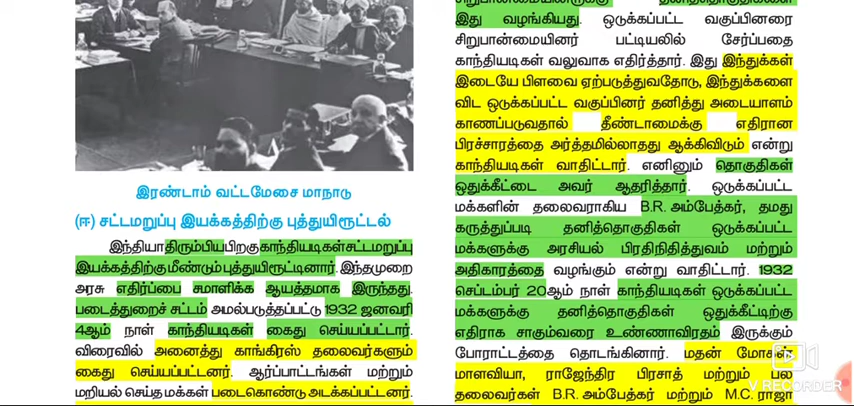 இரண்டாம் வட்டமேசை மாநாடு
(ஈ) சட்டமறுப்பு இயக்கத்திற்கு புத்துயிரூட்டல்
இந்தியா திரும்பிய பிறகு காந்தியடிகள் சட்டமறுப்பு
இயக்கத்திற்கு மீண்டும் புத்துயிரூட்டினார். இந்தமுறை
அரசு எதிர்ப்பை சமாளிக்க ஆயத்தமாக இருந்தது.
படைத்துறைச் சட்டம் அமல்படுத்தப்பட்டு 1932 ஜனவரி
4ஆம் நாள் காந்தியடிகள் கைது செய்யப்பட்டார்.
விரைவில் அனைத்து காங்கிரஸ் தலைவர்களும்
கைது செய்யப்பட்டனர். ஆர்ப்பாட்டங்கள் மற்றும்
மறியல் செய்த மக்கள் படைகொண்டு அடக்கப்பட்டனர்.
சிறுபான்மையினருக்கு தனித்தொகுதிகளை
இது வழங்கியது. ஒடுக்கப்பட்ட வகுப்பினரை
சிறுபான்மையினர் பட்டியலில் சேர்ப்பதை
காந்தியடிகள் வலுவாக எதிர்த்தார். இது இந்துக்கள்
இடையே பிளவை ஏற்படுத்துவதோடு, இந்துக்களை
விட ஒடுக்கப்பட்ட வகுப்பினர் தனித்து அடையாளம்
காணப்படுவதால் தீண்டாமைக்கு எதிரான
பிரச்சாரத்தை அர்த்தமில்லாதது ஆக்கிவிடும் என்று
காந்தியடிகள் வாதிட்டார். எனினும் தொகுதிகள்
ஒதுக்கீட்டை அவர் ஆதரித்தார். ஒடுக்கப்பட்ட
மக்களின் தலைவராகிய B.R. அம்பேத்கர், தமது
கருத்துப்படி தனித்தொகுதிகள் ஒடுக்கப்பட்ட
மக்களுக்கு அரசியல் பிரதிநிதித்துவம் மற்றும்
அதிகாரத்தை வழங்கும் என்று வாதிட்டார். 1932
செப்டம்பர் 20ஆம் நாள் காந்தியடிகள் ஒடுக்கப்பட்ட
மக்களுக்கு தனித்தொகுதிகள் ஒதுக்கீட்டிற்கு
எதிராக சாகும்வரை உண்ணாவிரதம் இருக்கும்
போராட்டத்தை தொடங்கினார். மதன் மோகன்
மாளவியா, ராஜேந்திர பிரசாத் மற்றும் பல
தலைவர்கள் B.R. அம்பேத்கர் மற்றும் M.C. ராஜா
V RECORDER